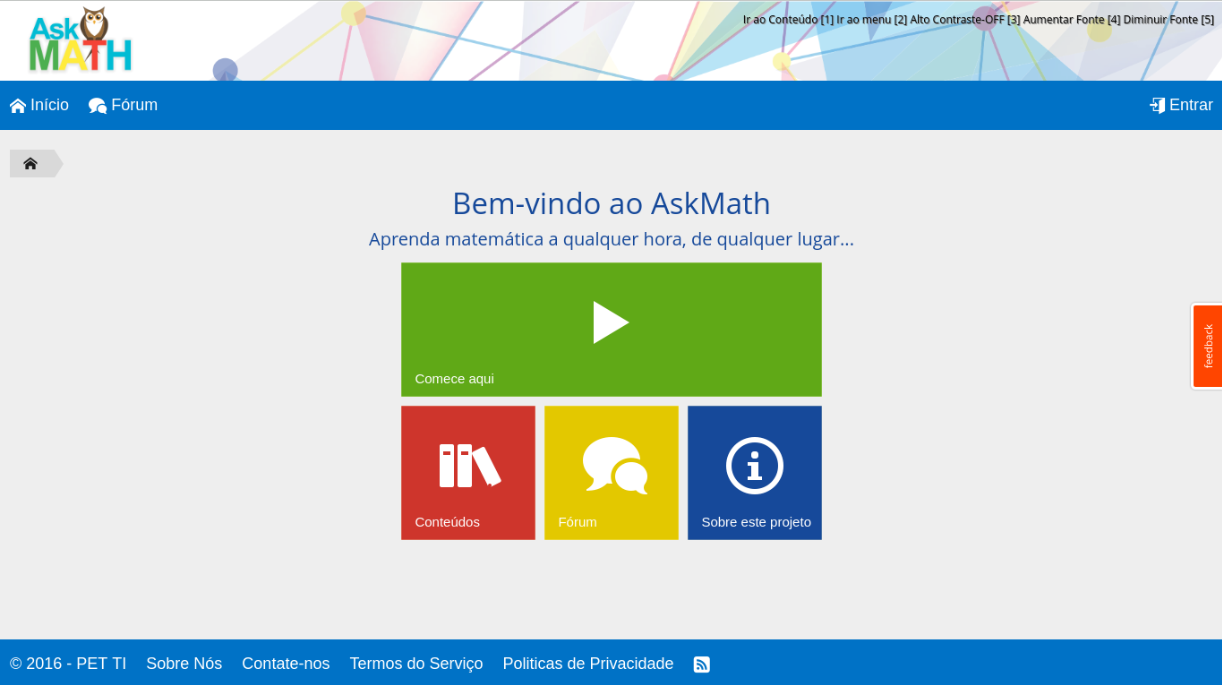 Ask
MATH
Ir ao Conteúdo [1] Ir ao menu [2] Alto Contraste-OFF [3] Aumentar Fonte [4] Diminuir Fonte [5]
Início Fórum Entrar
Bem-vindo ao AskMath
Aprenda matemática a qualquer hora, de qualquer lugar...
feedback
Comece aqui
Conteúdos Fórum Sobre este projeto
© 2016 - PET TI Sobre Nós Contate-nos Termos do Serviço Politicas de Privacidade